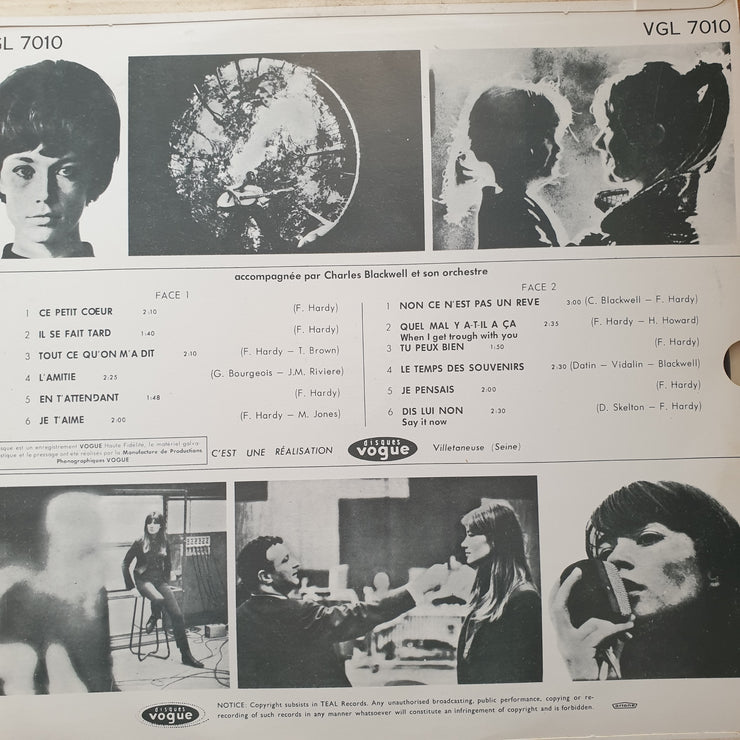 GL 7010
VGL 7010
accompagnée par Charles Blackwell et son orchestre
FACE 1
1 CE PETIT CŒUR 2:10 (F. Hardy)
2 IL SE FAIT TARD 1:40 (F. Hardy)
3 TOUT CE QU'ON M'A DIT 2:10 (F. Hardy – T. Brown)
4 L'AMITIE 2:25 (G. Bourgeois – J.M. Riviere)
5 EN T'ATTENDANT 1:48 (F. Hardy)
6 JE T'AIME 2:00 (F. Hardy – M. Jones)
FACE 2
1 NON CE N'EST PAS UN REVE 3:00 (C. Blackwell – F. Hardy)
2 QUEL MAL Y A-T-IL A ÇA 2:35 (F. Hardy – H. Howard)
When I get trough with you
3 TU PEUX BIEN 1:50 (F. Hardy)
4 LE TEMPS DES SOUVENIRS 2:30 (Datin – Vidalin – Blackwell)
5 JE PENSAIS 2:00 (F. Hardy)
6 DIS LUI NON 2:30 (D. Skelton – F. Hardy)
Say it now
sque est un enregistrement VOGUE Haute Fidélité, le matériel galva
stique et le pressage ont été réalisés par la Manufacture de Productions
Phonographiques VOGUE
C'EST UNE RÉALISATION disques vogue Villetaneuse (Seine)
disques
vogue
NOTICE: Copyright subsists in TEAL Records. Any unauthorised broadcasting, public performance, copying or re-
recording of such records in any manner whatsoever will constitute an infringement of copyright and is forbidden.